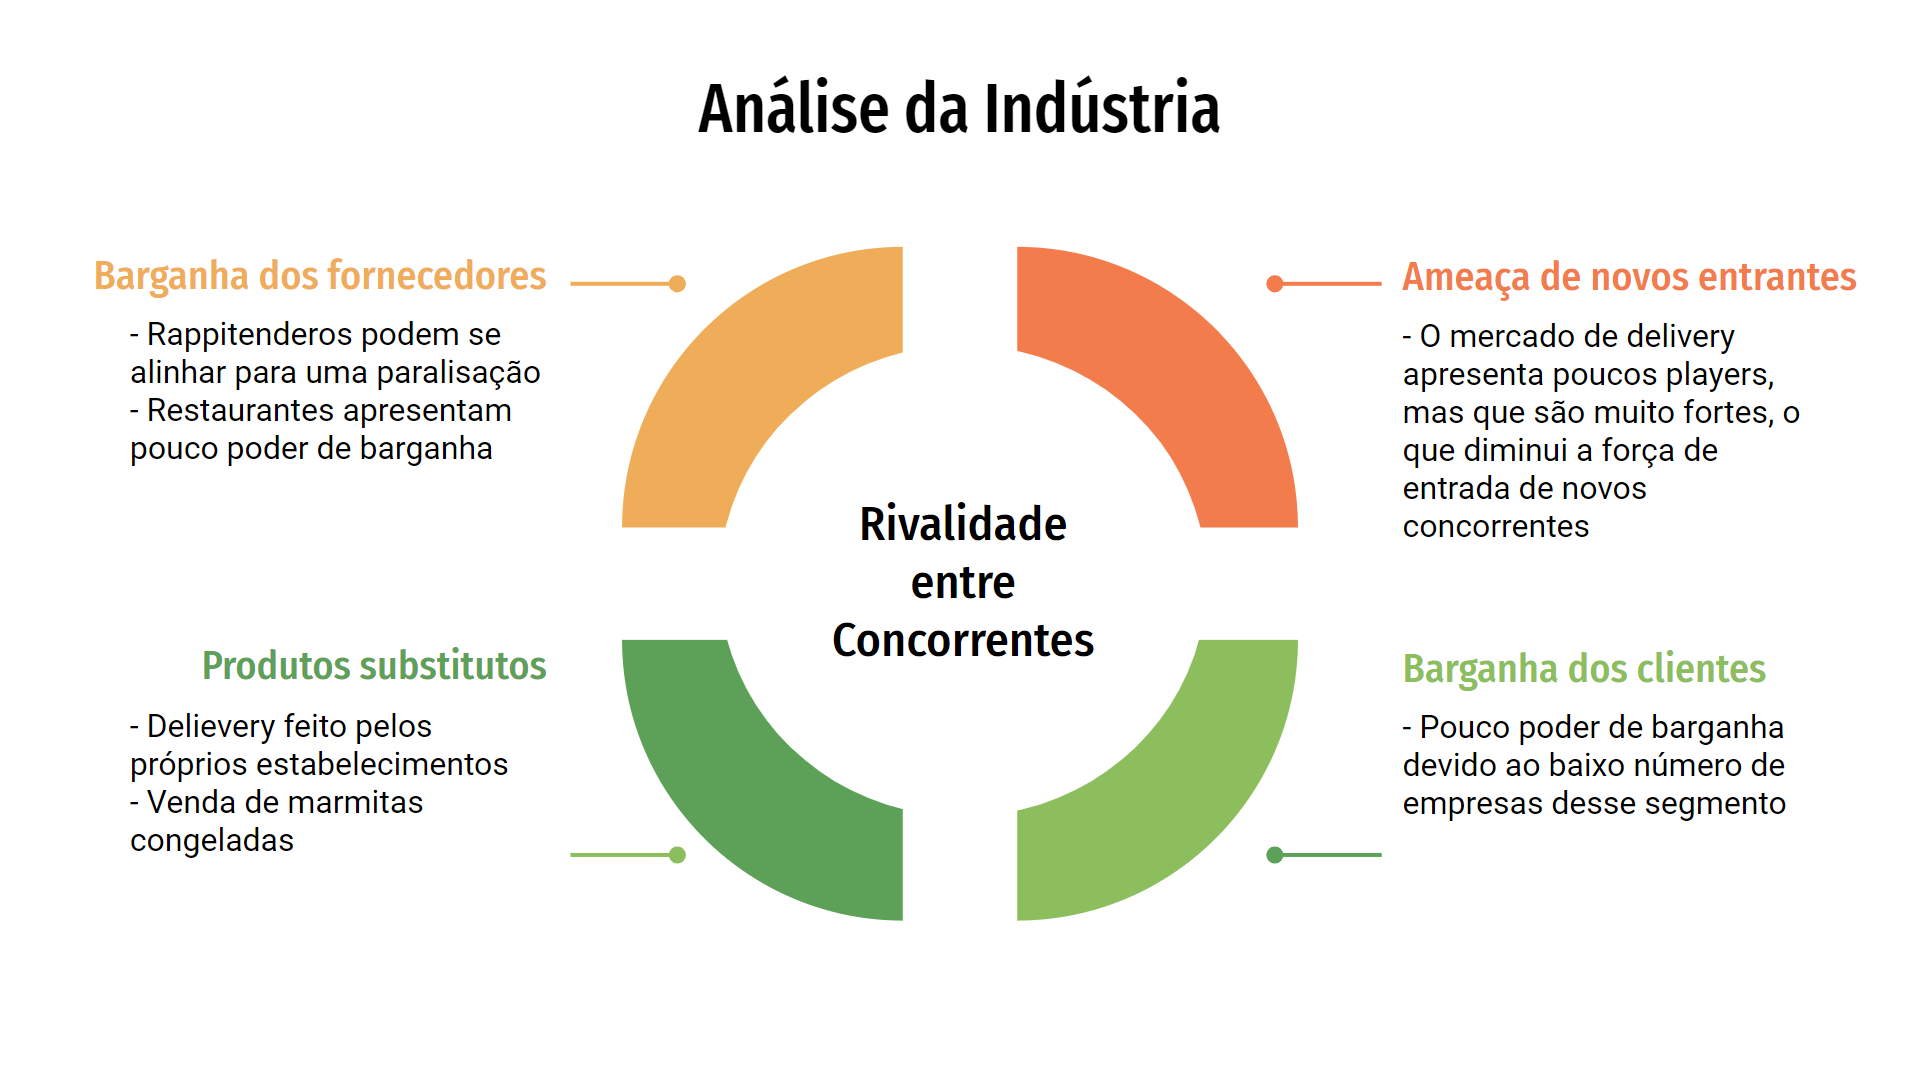 Análise da Indústria
Barganha dos fornecedores
- Rappitenderos podem se
alinhar para uma paralisação
- Restaurantes apresentam
pouco poder de barganha
Ameaça de novos entrantes
- O mercado de delivery
apresenta poucos players,
mas que são muito fortes, o
que diminui a força de
entrada de novos
concorrentes
Rivalidade
entre
Concorrentes
Produtos substitutos
- Delievery feito pelos
próprios estabelecimentos
- Venda de marmitas
congeladas
Barganha dos clientes
- Pouco poder de barganha
devido ao baixo número de
empresas desse segmento